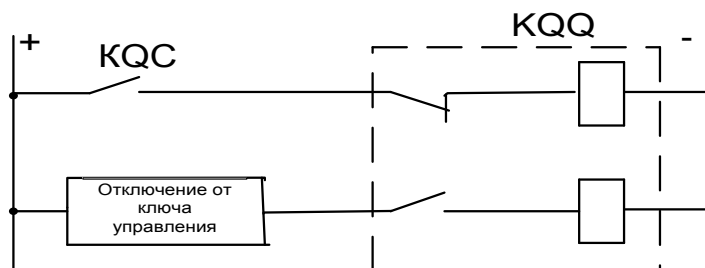 +
KQC
KQQ
-
Отключение от
ключа
управления